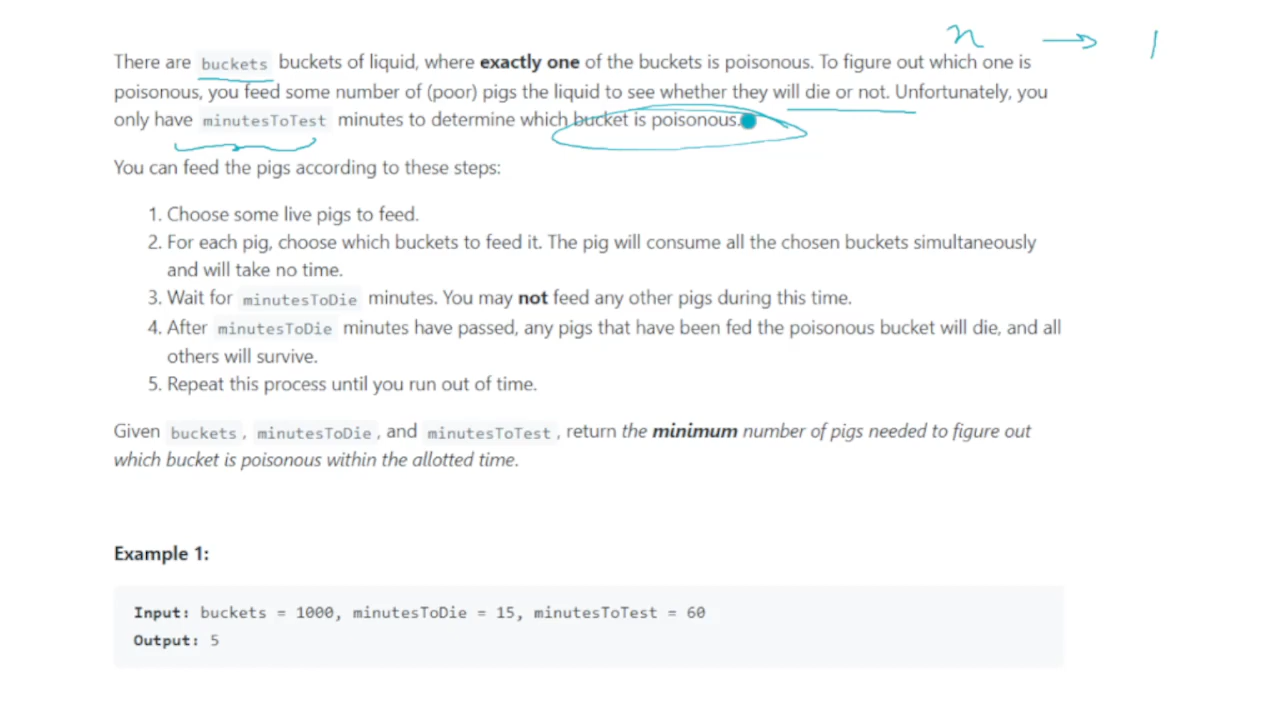 n → 1
There are buckets buckets of liquid, where exactly one of the buckets is poisonous. To figure out which one is
poisonous, you feed some number of (poor) pigs the liquid to see whether they will die or not. Unfortunately, you
only have minutesToTest minutes to determine which bucket is poisonous.
You can feed the pigs according to these steps:
1. Choose some live pigs to feed.
2. For each pig, choose which buckets to feed it. The pig will consume all the chosen buckets simultaneously
and will take no time.
3. Wait for minutesToDie minutes. You may not feed any other pigs during this time.
4. After minutesToDie minutes have passed, any pigs that have been fed the poisonous bucket will die, and all
others will survive.
5. Repeat this process until you run out of time.
Given buckets, minutesToDie, and minutesToTest, return the minimum number of pigs needed to figure out
which bucket is poisonous within the allotted time.
Example 1:
Input: buckets = 1000, minutesToDie = 15, minutesToTest = 60
Output: 5